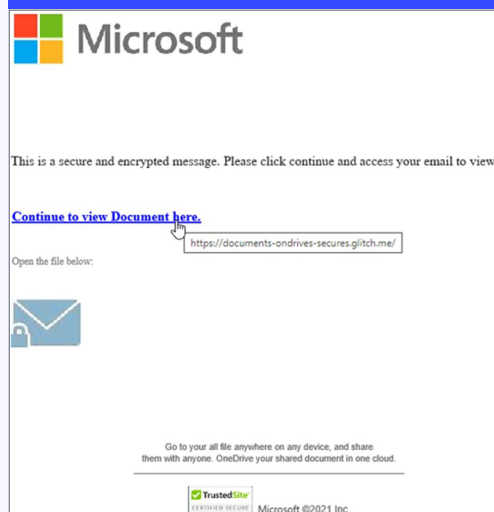 Microsoft
This is a secure and encrypted message. Please click continue and access your email to view
Continue to view Document here.
https://documents-ondrives-secures.glitch.me/
Open the file below:
Go to your all file anywhere on any device, and share
them with anyone. OneDrive your shared document in one cloud.
TrustedSite
CERTIFIED SECURE
Microsoft ©2021 Inc.